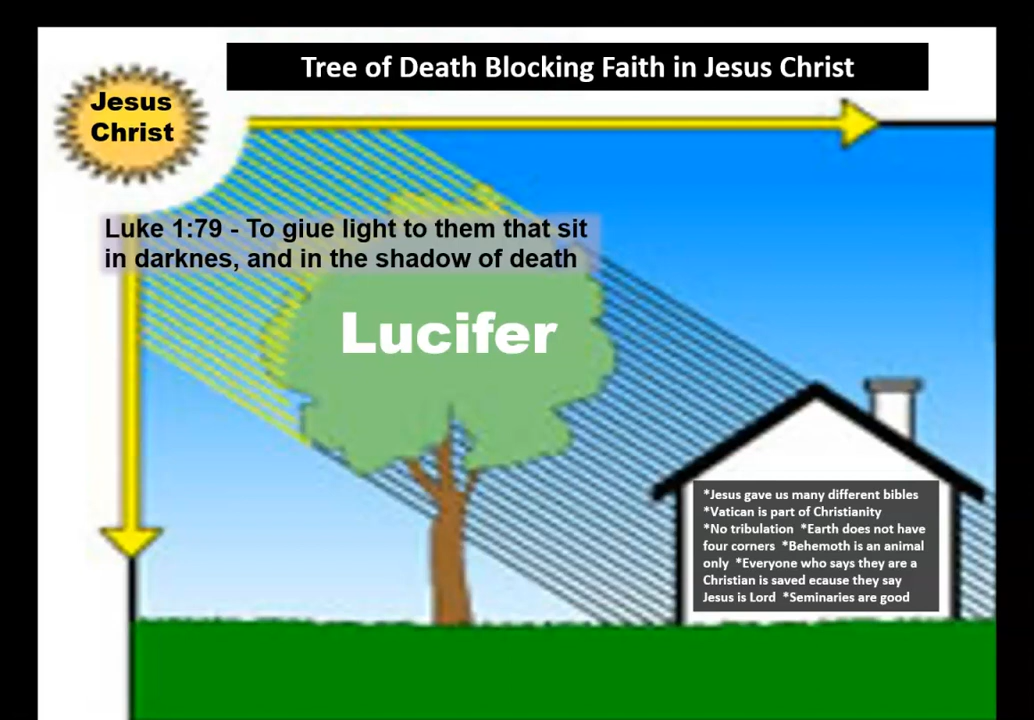 Tree of Death Blocking Faith in Jesus Christ
Jesus
Christ
Luke 1:79 - To giue light to them that sit
in darknes, and in the shadow of death
Lucifer
*Jesus gave us many different bibles
*Vatican is part of Christianity
*No tribulation *Earth does not have
four corners *Behemoth is an animal
only *Everyone who says they are a
Christian is saved ecause they say
Jesus is Lord *Seminaries are good